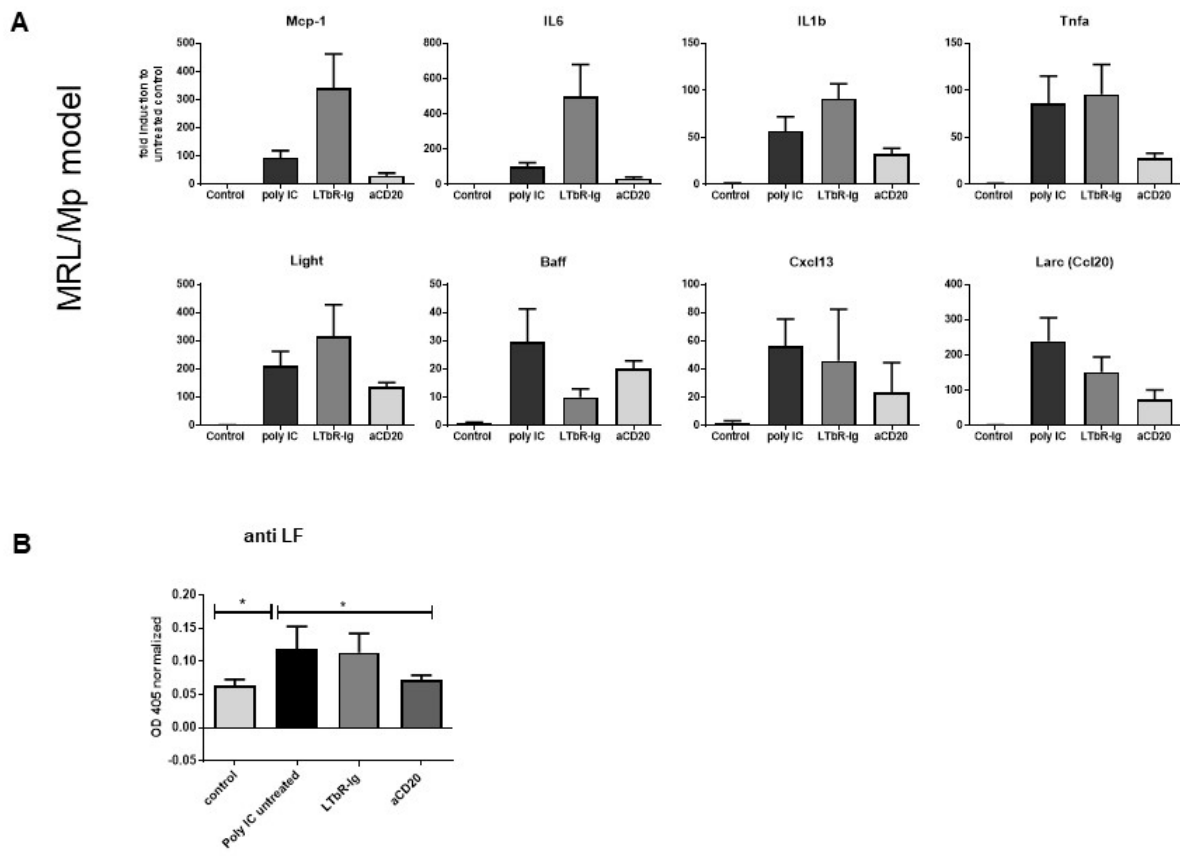 A
MRL/Mp model
Mcp-1
fold Induction to
untreated control
500
400
300
200
100
0
Control
poly IC
LTbR-Ig
aCD20
IL6
800
600
400
200
0
Control
poly IC
LTbR-Ig
aCD20
IL1b
150
100
50
0
Control
poly IC
LTbR-Ig
aCD20
Tnfa
150
100
50
0
Control
poly IC
LTbR-Ig
aCD20
Light
500
400
300
200
100
0
Control
poly IC
LTbR-Ig
aCD20
Baff
50
40
30
20
10
0
Control
poly IC
LTbR-Ig
aCD20
Cxcl13
100
80
60
40
20
0
Control
poly IC
LTbR-Ig
aCD20
Larc (Ccl20)
400
300
200
100
0
Control
poly IC
LTbR-Ig
aCD20
B
anti LF
OD 405 normalized
0.20
0.15
0.10
0.05
0.00
-0.05
*
*
control
Poly IC untreated
LTbR-Ig
aCD20